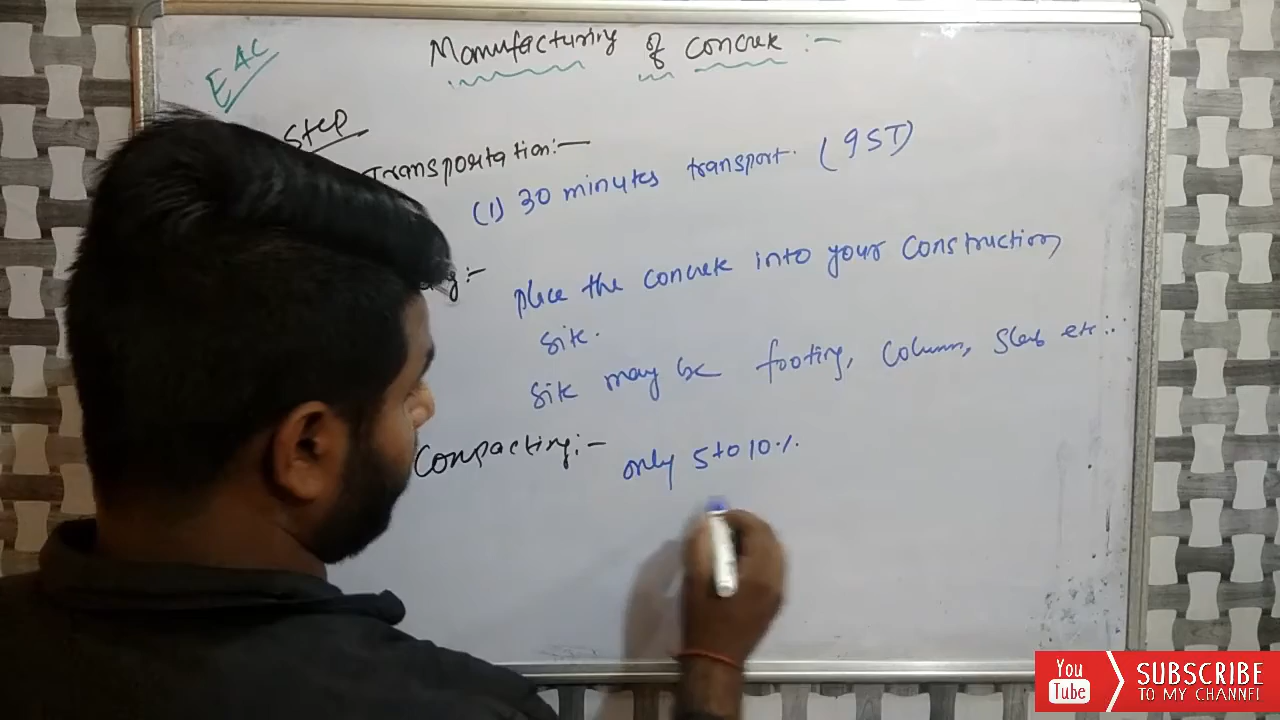 Manufacturing of concrete :-
EAC
Step
Transportation:-
(1) 30 minutes transport. (IST)
place the concrete into your construction
site.
site may be footing, column, slab etc..
Compacting:- only 5 to 10%.
You Tube
SUBSCRIBE
TO MY CHANNEL